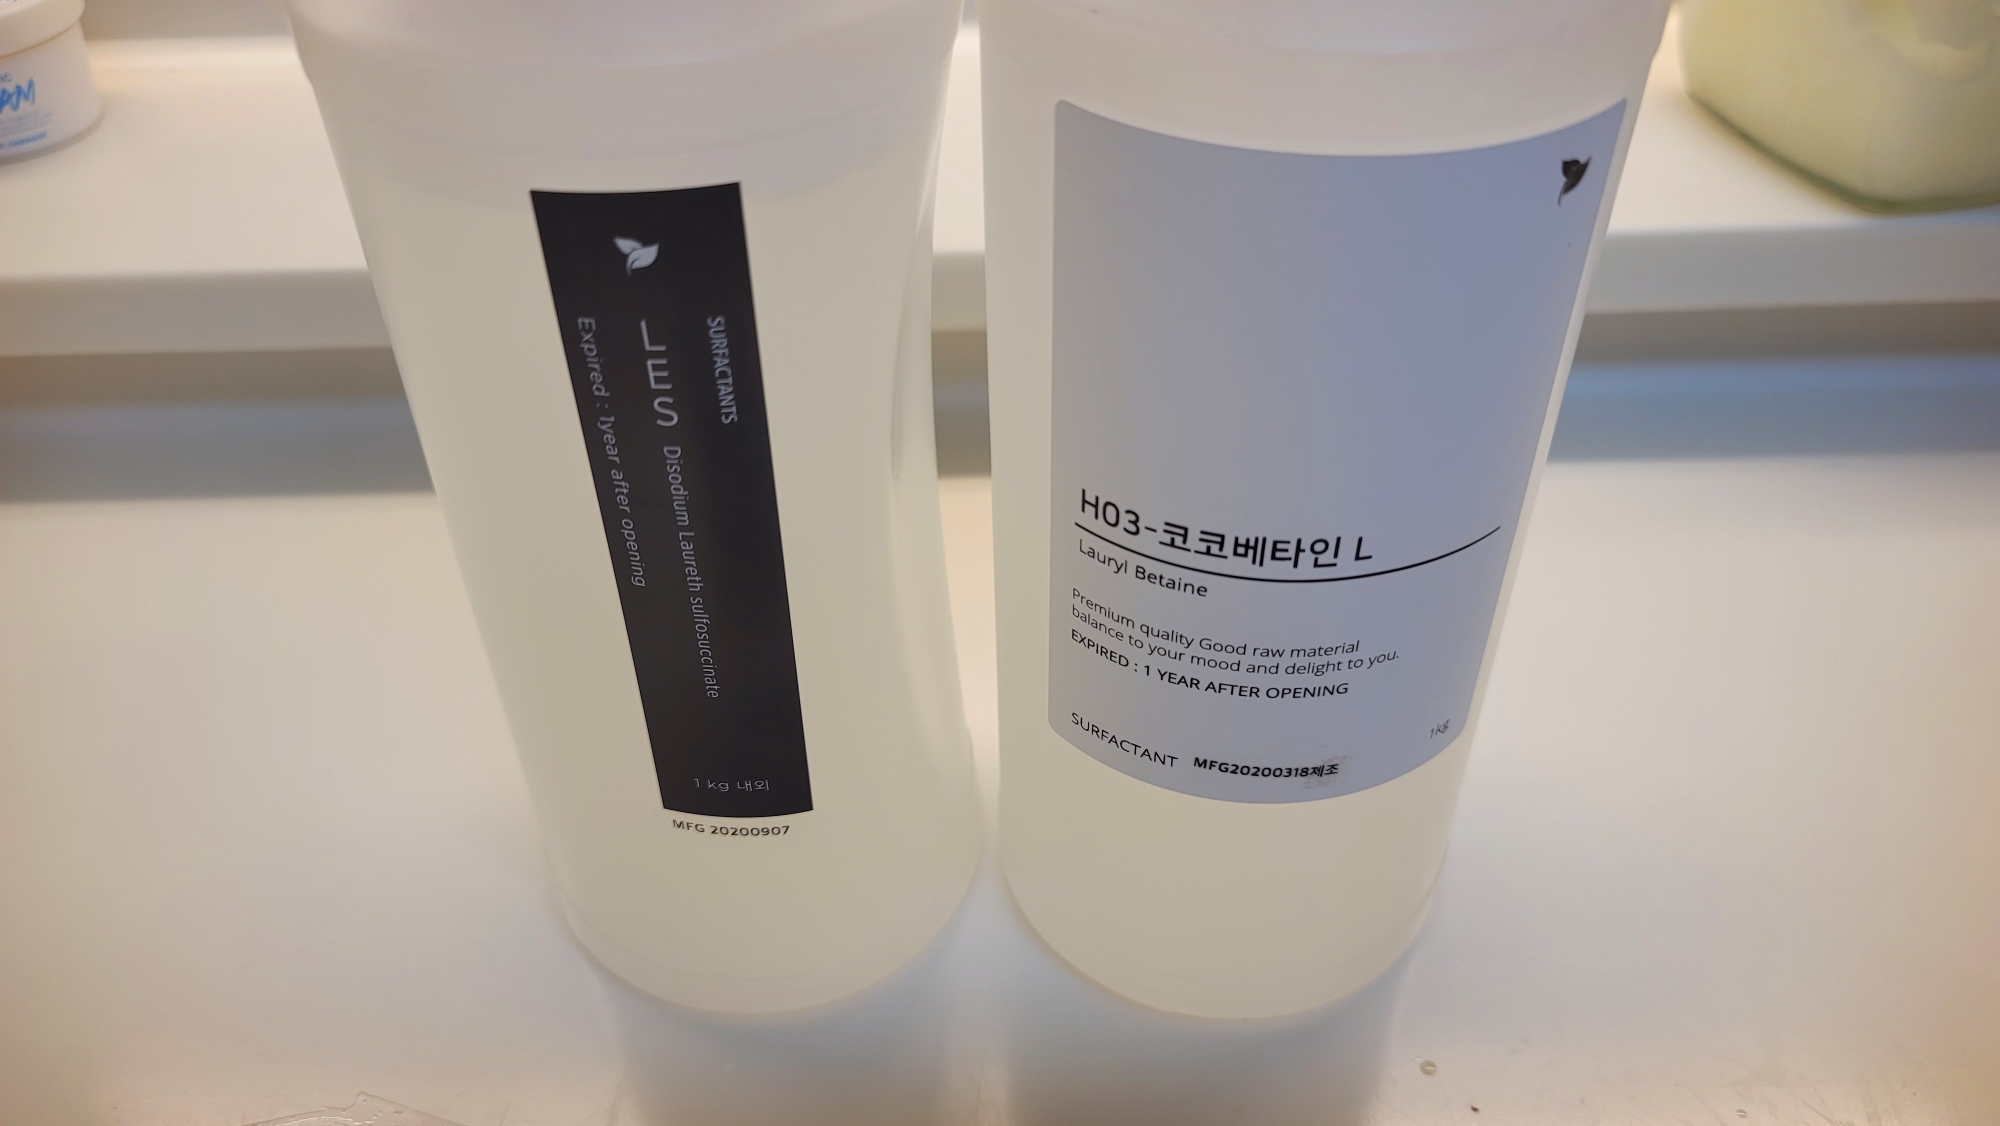 SURFACTANTS
LES Disodium Laureth sulfosuccinate
Expired : 1year after opening
1 kg 내외
MFG 20200907
H03-코코베타인 L
Lauryl Betaine
Premium quality Good raw material
balance to your mood and delight to you.
EXPIRED : 1 YEAR AFTER OPENING
SURFACTANT MFG20200318제조
1kg